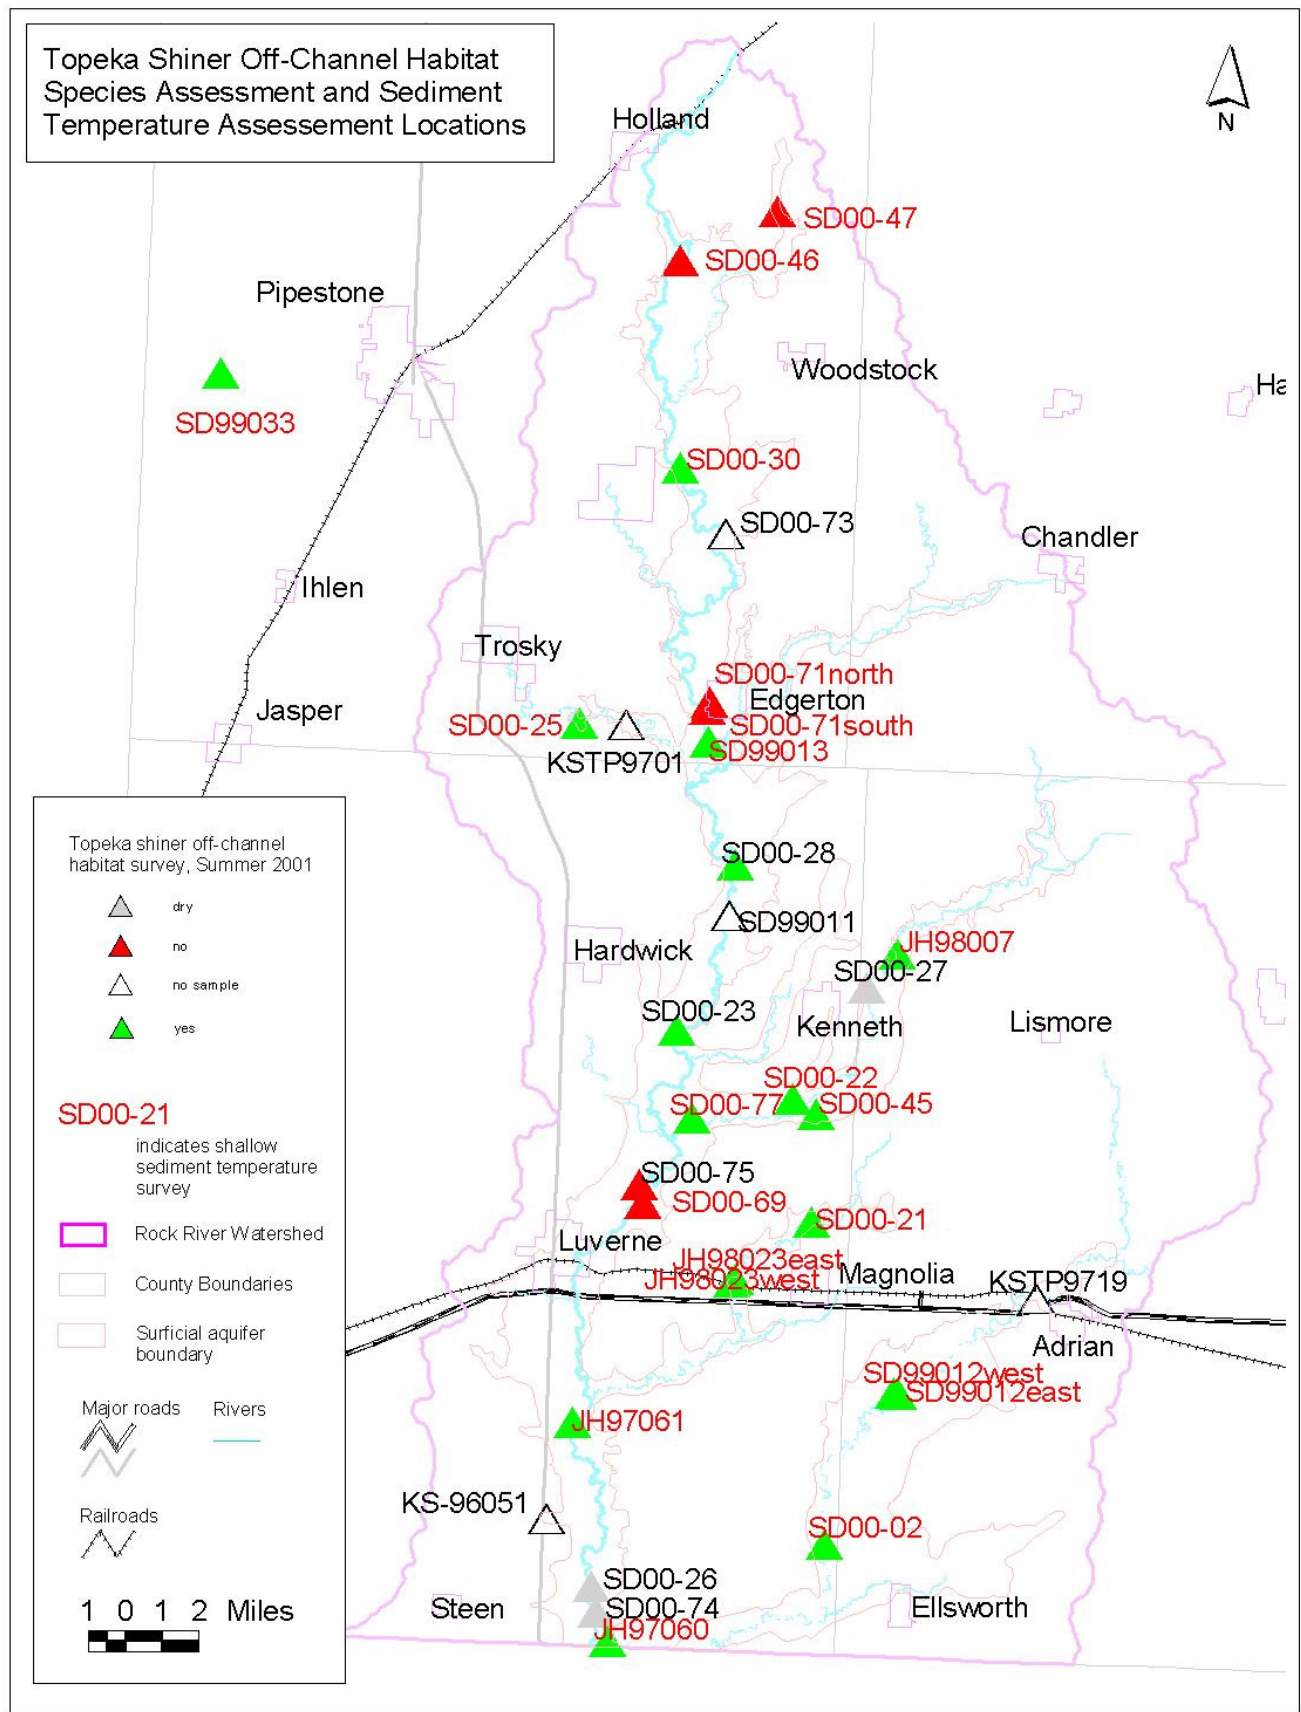 Topeka Shiner Off-Channel Habitat
Species Assessment and Sediment
Temperature Assessement Locations
N
Holland
SD00-47
SD00-46
Pipestone
Woodstock
Ha
SD99033
SD00-30
SD00-73
Chandler
Ihlen
Trosky
SD00-71north
Edgerton
Jasper
SD00-25
SD00-71south
SD99013
KSTP9701
SD00-28
SD99011
Hardwick
JH98007
SD00-27
SD00-23
Kenneth
Lismore
SD00-22
SD00-77
SD00-45
SD00-75
SD00-69
SD00-21
Luverne
JH98023east
JH98023west
Magnolia
KSTP9719
Adrian
SD99012west
SD99012east
JH97061
KS-96051
SD00-02
SD00-26
Steen
SD00-74
Ellsworth
JH97060
Topeka shiner off-channel
habitat survey, Summer 2001
dry
no
no sample
yes
SD00-21
indicates shallow
sediment temperature
survey
Rock River Watershed
County Boundaries
Surficial aquifer
boundary
Major roads
Rivers
Railroads
1 0 1 2 Miles